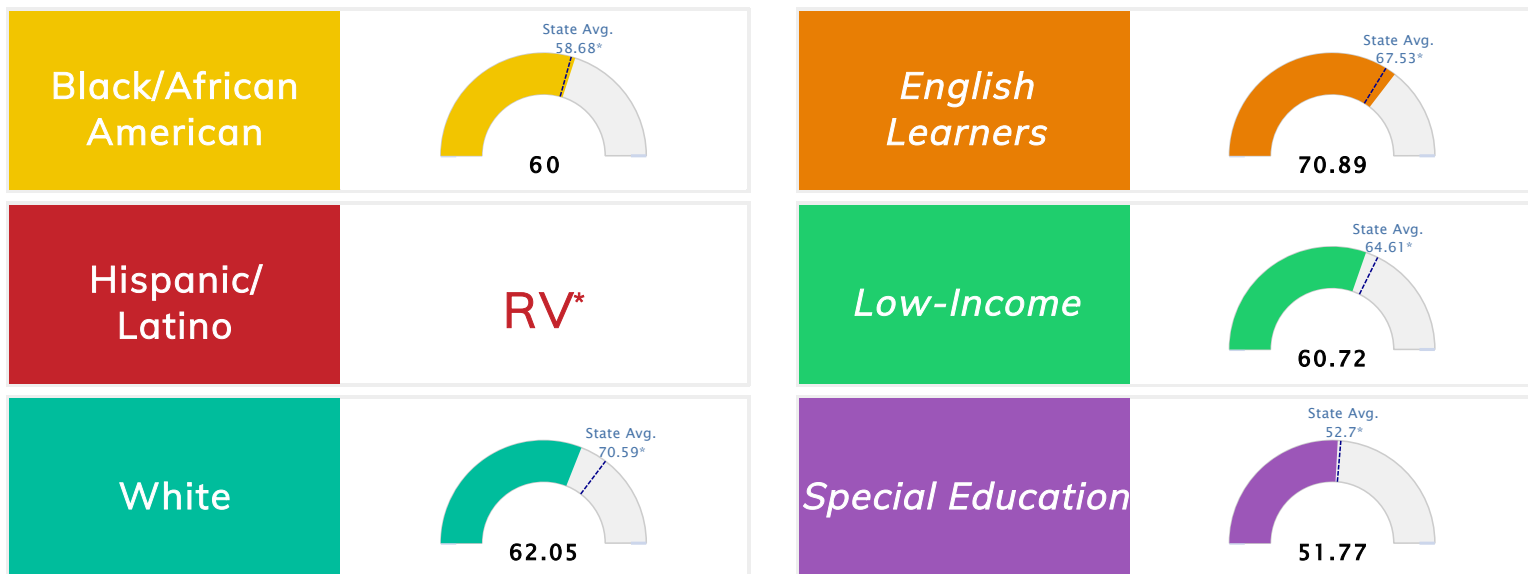 Black/African
American
State Avg.
58.68*
60
English
Learners
State Avg.
67.53*
70.89
Hispanic/
Latino
RV*
Low-Income
State Avg.
64.61*
60.72
White
State Avg.
70.59*
62.05
Special Education
State Avg.
52.7*
51.77